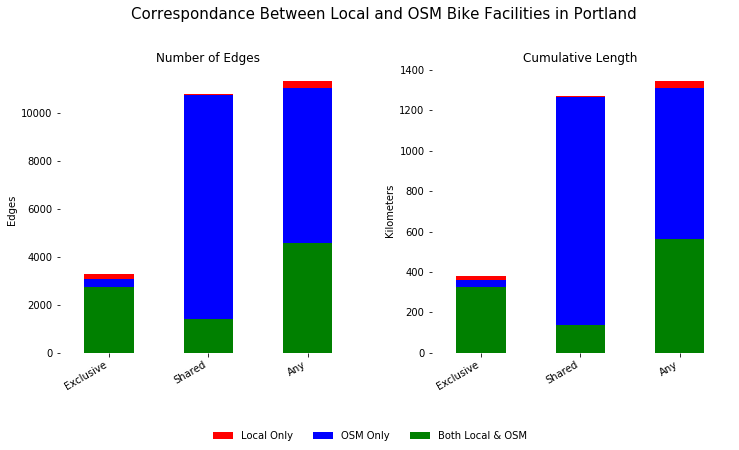 Correspondance Between Local and OSM Bike Facilities in Portland
Number of Edges
Edges
10000
8000
6000
4000
2000
0
Exclusive
Shared
Any
Cumulative Length
Kilometers
1400
1200
1000
800
600
400
200
0
Exclusive
Shared
Any
Local Only
OSM Only
Both Local & OSM